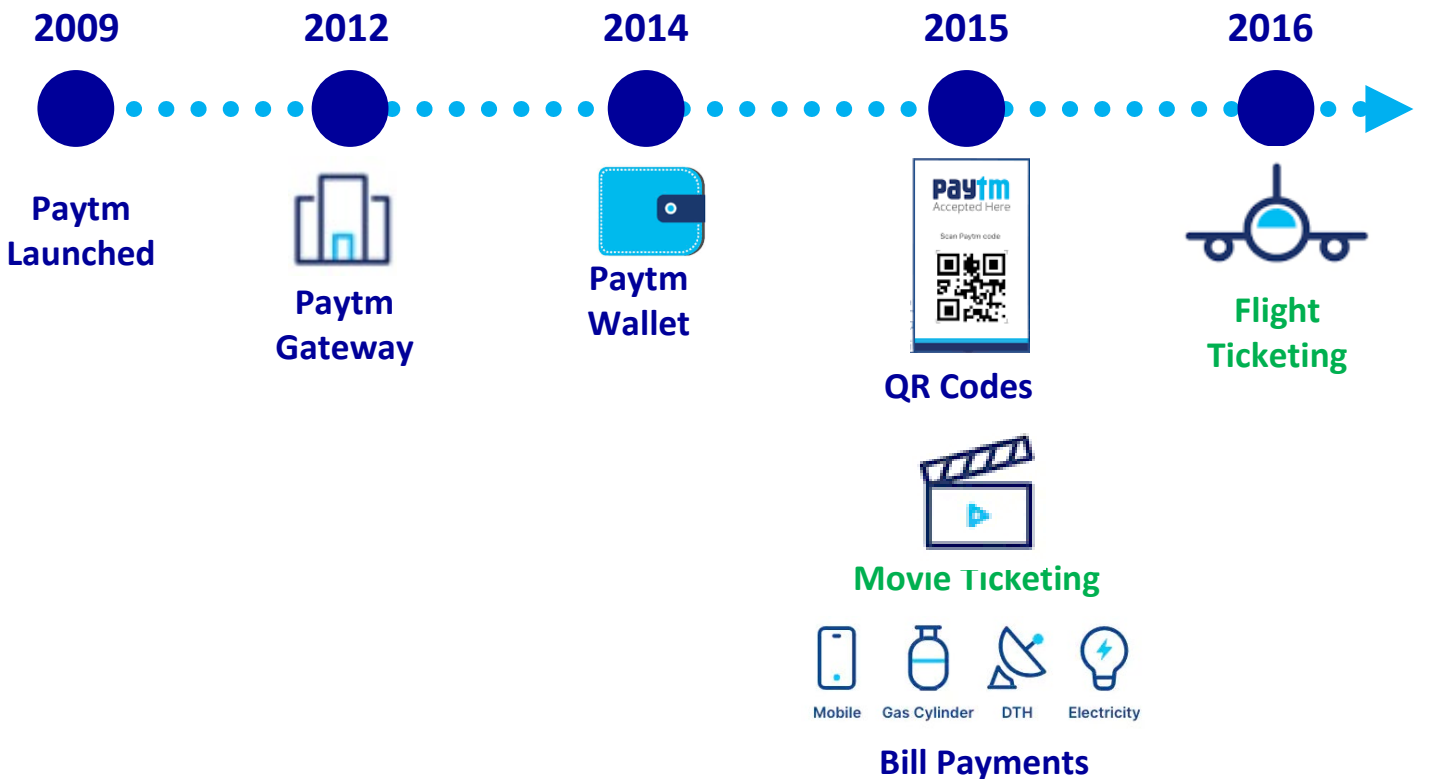 2009
2012
2014
2015
2016
Paytm
Launched
Paytm
Gateway
Paytm
Wallet
paytm
Accepted Here
Scan Paytm code
QR Codes
Movie Ticketing
Mobile
Gas Cylinder
DTH
Electricity
Bill Payments
Flight
Ticketing